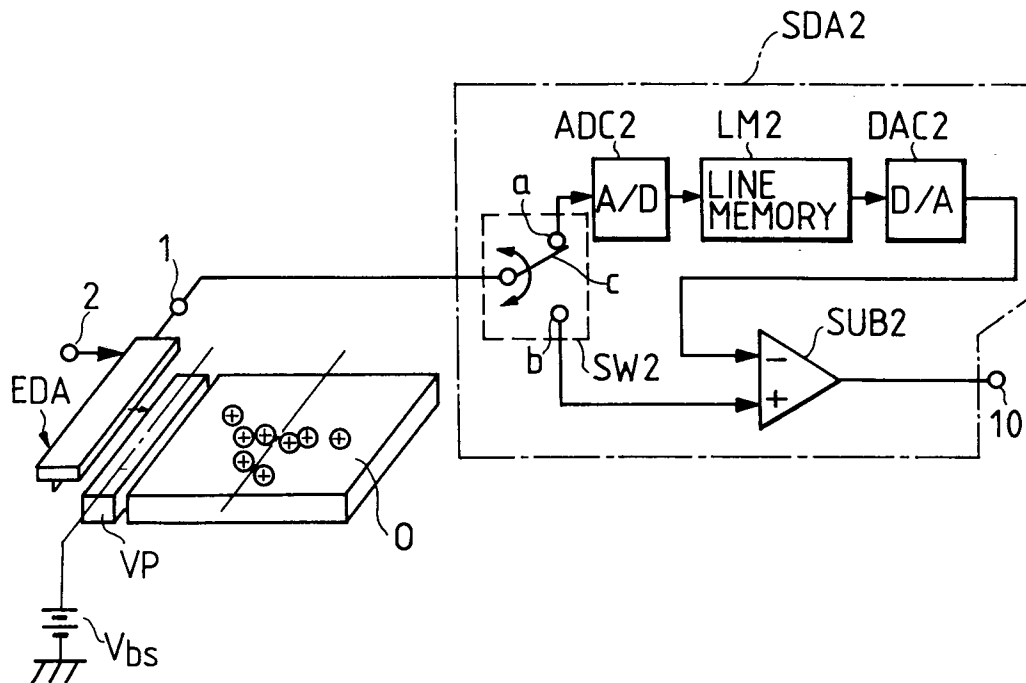 SDA2
ADC2 LM2 DAC2
A/D LINE MEMORY D/A
a
c
b
SW2
SUB2
−
+
10
1
2
EDA
+ + + + + + + +
O
VP
Vbs